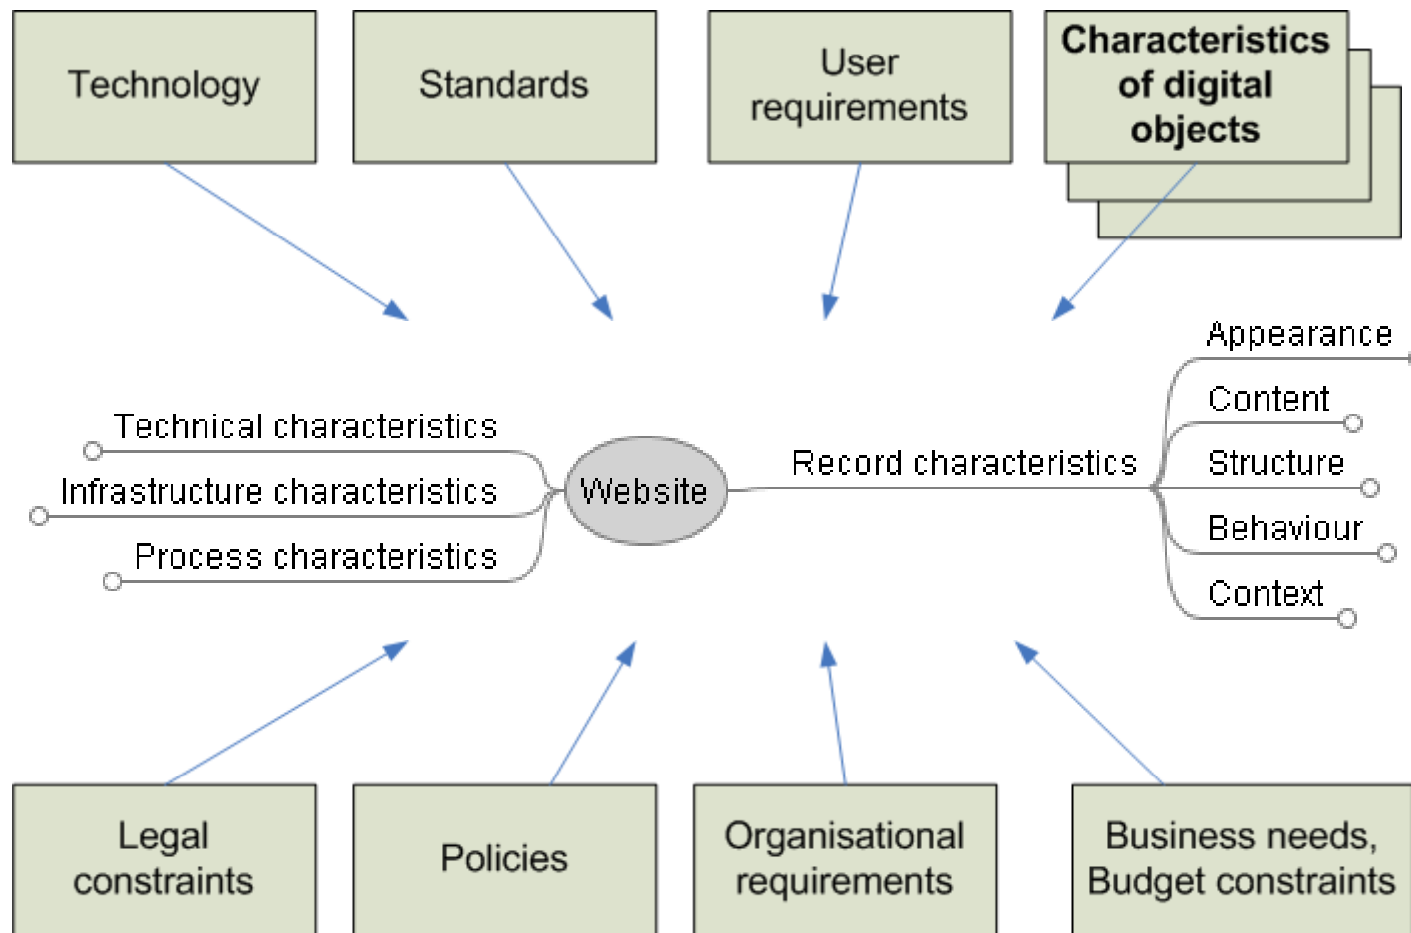 Technology
Standards
User
requirements
Characteristics
of digital
objects
Appearance
Content
Structure
Behaviour
Context
Record characteristics
Website
Technical characteristics
Infrastructure characteristics
Process characteristics
Legal
constraints
Policies
Organisational
requirements
Business needs,
Budget constraints